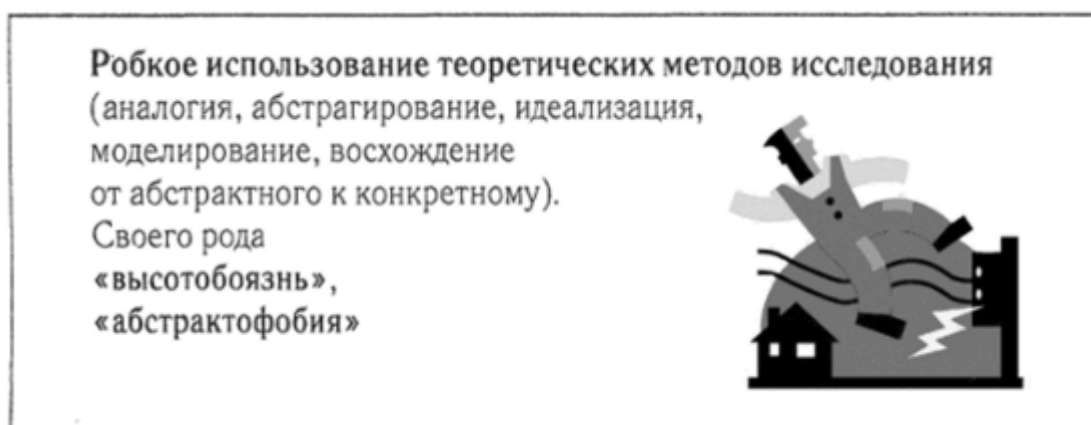 Робкое использование теоретических методов исследования
(аналогия, абстрагирование, идеализация,
моделирование, восхождение
от абстрактного к конкретному).
Своего рода
«высотобоязнь»,
«абстрактофобия»